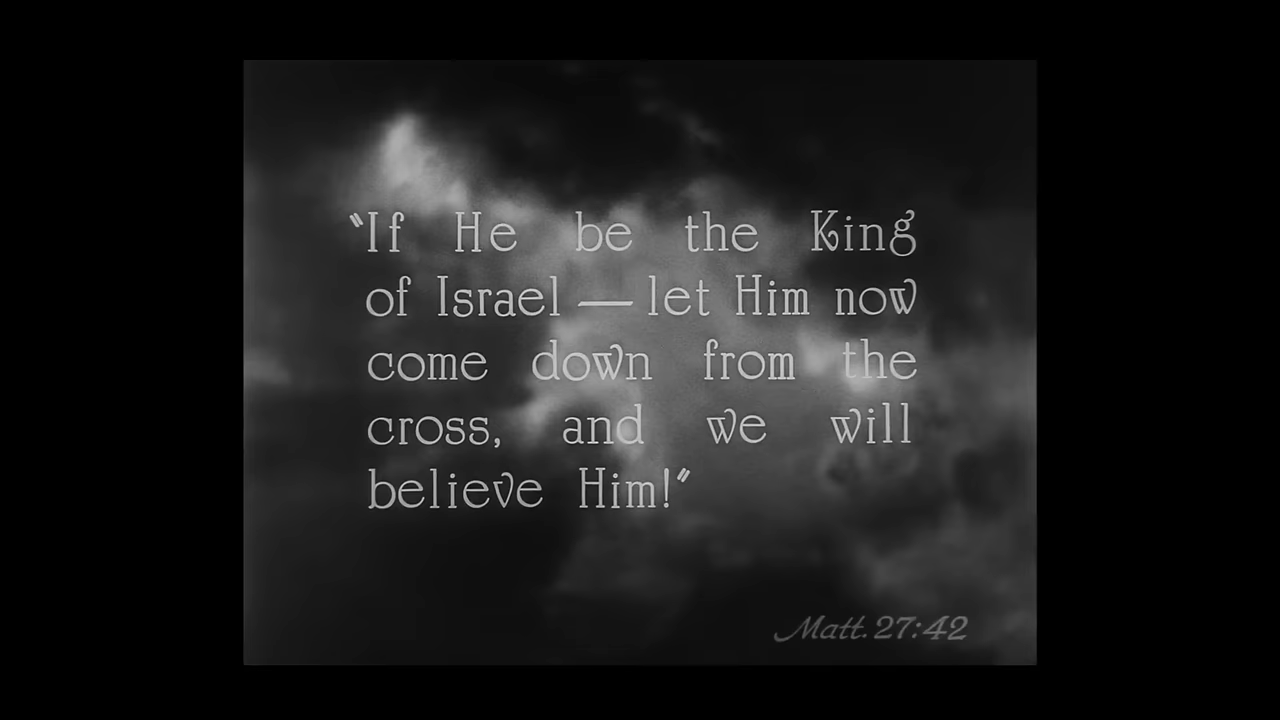 "If He be the King
of Israel — let Him now
come down from the
cross, and we will
believe Him!"
Matt. 27:42